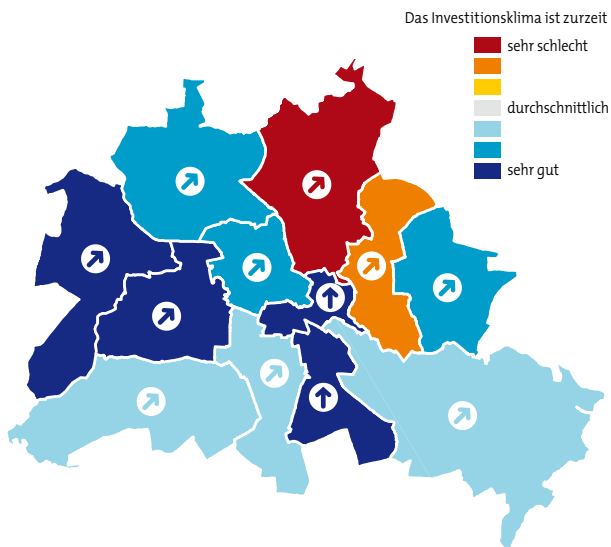 Das Investitionsklima ist zurzeit
sehr schlecht
durchschnittlich
sehr gut